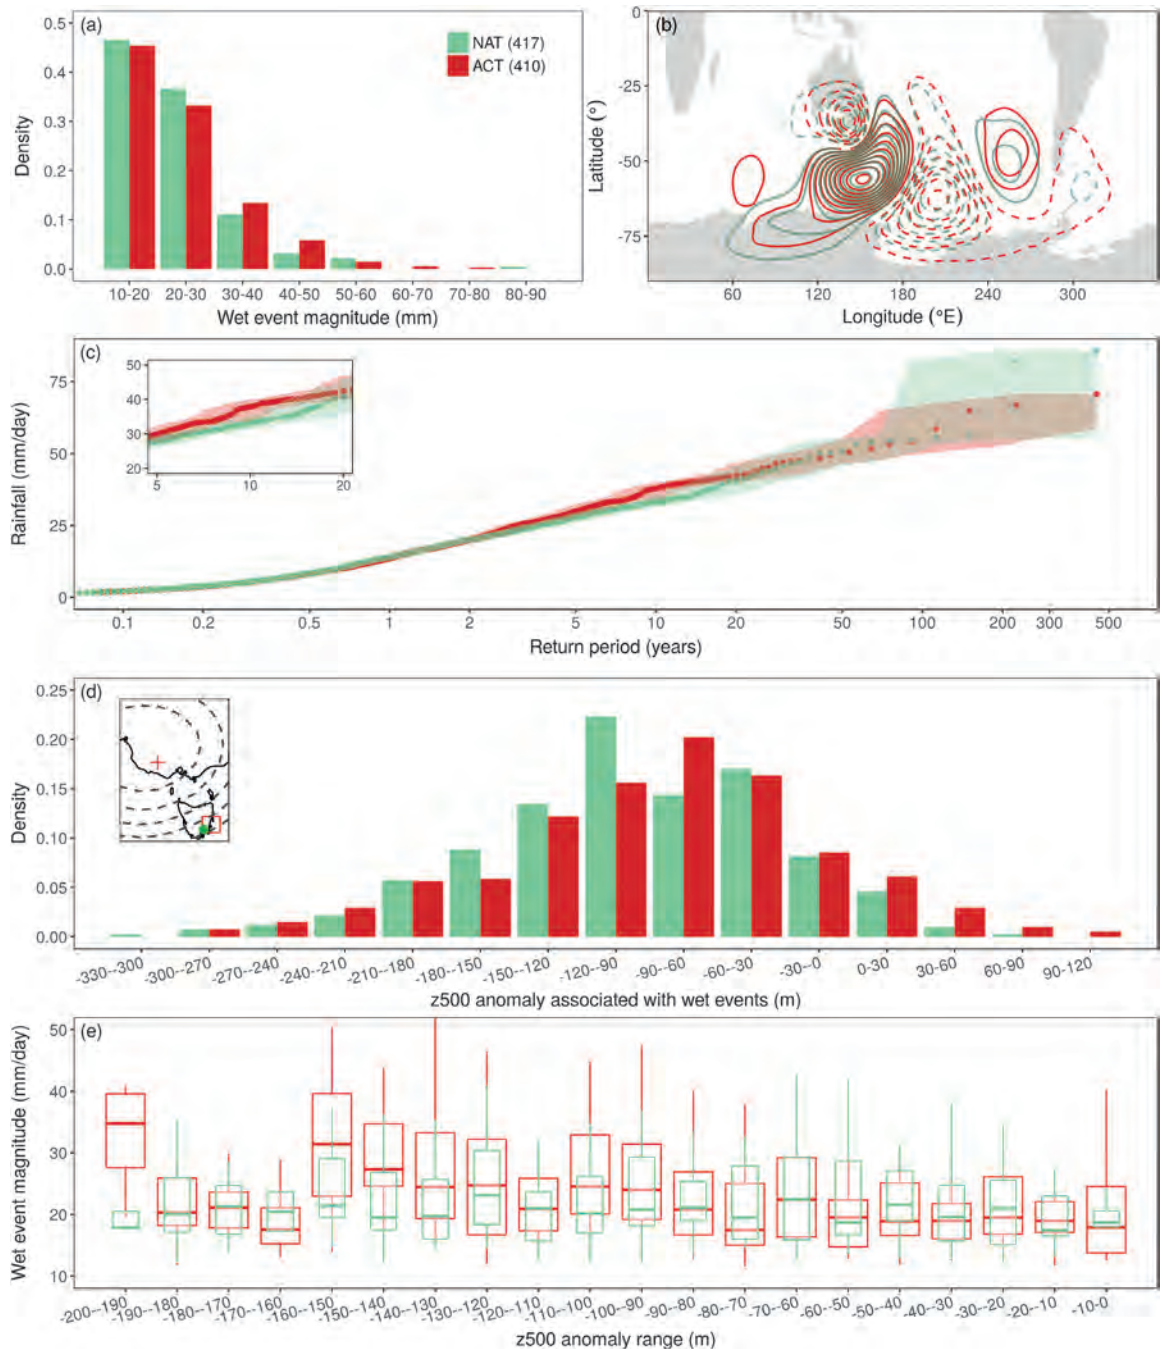 (a)
NAT (417)
ACT (410)
Density
0.5
0.4
0.3
0.2
0.1
0.0
10-20 20-30 30-40 40-50 50-60 60-70 70-80 80-90
Wet event magnitude (mm)
(b)
Latitude (°)
0
-25
-50
-75
60 120 180 240 300
Longitude (°E)
(c)
Rainfall (mm/day)
75
50
25
0
50
40
30
20
5 10 20
0.1 0.2 0.5 1 2 5 10 20 50 100 200 300 500
Return period (years)
(d)
Density
0.25
0.20
0.15
0.10
0.05
0.00
-330--300 -300--270 -270--240 -240--210 -210--180 -180--150 -150--120 -120--90 -90--60 -60--30 -30--0 0-30 30-60 60-90 90-120
z500 anomaly associated with wet events (m)
(e)
Wet event magnitude (mm/day)
50
40
30
20
10
-200--190 -190--180 -180--170 -170--160 -160--150 -150--140 -140--130 -130--120 -120--110 -110--100 -100--90 -90--80 -80--70 -70--60 -60--50 -50--40 -40--30 -30--20 -20--10 -10-0
z500 anomaly range (m)